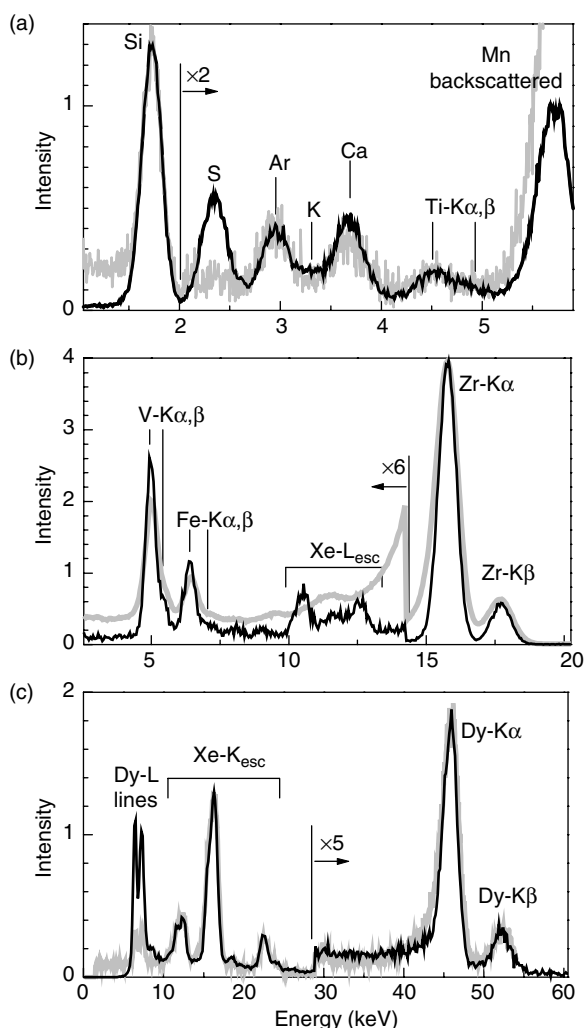 (a)
Si
×2
S
Ar
K
Ca
Ti-Kα,β
Mn
backscattered
Intensity
1
0
2 3 4 5
(b)
4
3
2
1
0
Intensity
V-Kα,β
Fe-Kα,β
Xe-Lesc
×6
Zr-Kα
Zr-Kβ
5 10 15 20
(c)
2
1
0
Intensity
Dy-L
lines
Xe-Kesc
×5
Dy-Kα
Dy-Kβ
0 10 20 30 40 50 60
Energy (keV)